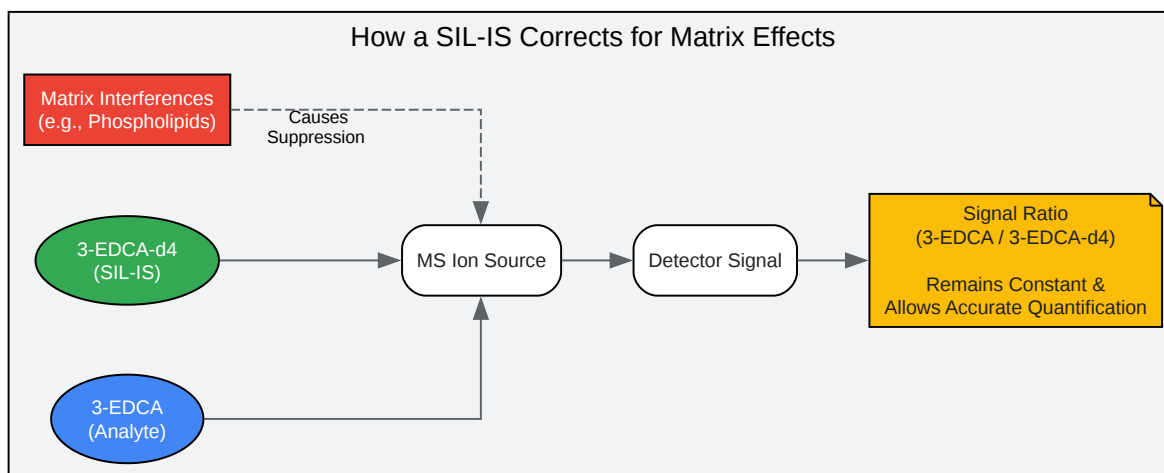 How a SIL-IS Corrects for Matrix Effects
Matrix Interferences
(e.g., Phospholipids)
Causes
Suppression
3-EDCA-d4
(SIL-IS)
MS Ion Source
Detector Signal
Signal Ratio
(3-EDCA / 3-EDCA-d4)
Remains Constant &
Allows Accurate Quantification
3-EDCA
(Analyte)